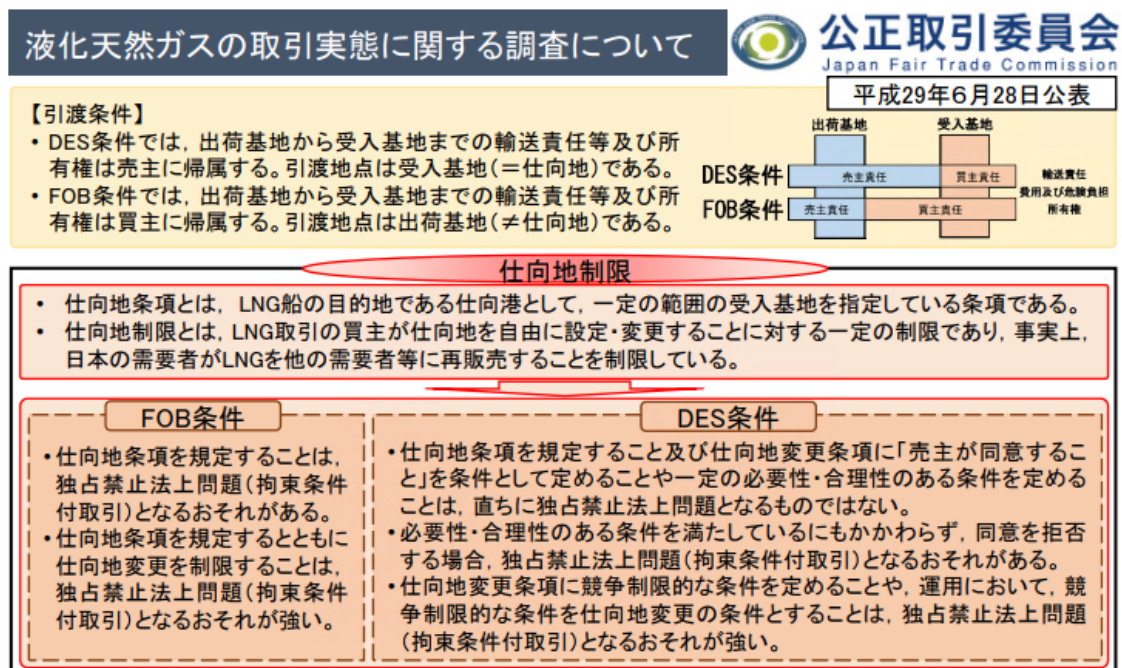 液化天然ガスの取引実態に関する調査について
公正取引委員会
Japan Fair Trade Commission
平成29年6月28日公表
【引渡条件】
• DES条件では，出荷基地から受入基地までの輸送責任等及び所
有権は売主に帰属する。引渡地点は受入基地(＝仕向地)である。
• FOB条件では，出荷基地から受入基地までの輸送責任等及び所
有権は買主に帰属する。引渡地点は出荷基地(≠仕向地)である。
出荷基地 受入基地
DES条件 売主責任 買主責任
FOB条件 売主責任 買主責任
輸送責任
費用及び危険負担
所有権
仕向地制限
• 仕向地条項とは， LNG船の目的地である仕向港として，一定の範囲の受入基地を指定している条項である。
• 仕向地制限とは，LNG取引の買主が仕向地を自由に設定・変更することに対する一定の制限であり，事実上，
日本の需要者がLNGを他の需要者等に再販売することを制限している。
FOB条件
•仕向地条項を規定することは，
独占禁止法上問題(拘束条件
付取引)となるおそれがある。
•仕向地条項を規定するとともに
仕向地変更を制限することは，
独占禁止法上問題(拘束条件
付取引)となるおそれが強い。
DES条件
•仕向地条項を規定すること及び仕向地変更条項に「売主が同意するこ
と」を条件として定めることや一定の必要性・合理性のある条件を定める
ことは，直ちに独占禁止法上問題となるものではない。
•必要性・合理性のある条件を満たしているにもかかわらず，同意を拒否
する場合，独占禁止法上問題(拘束条件付取引)となるおそれがある。
•仕向地変更条項に競争制限的な条件を定めることや，運用において，競
争制限的な条件を仕向地変更の条件とすることは，独占禁止法上問題
(拘束条件付取引)となるおそれが強い。